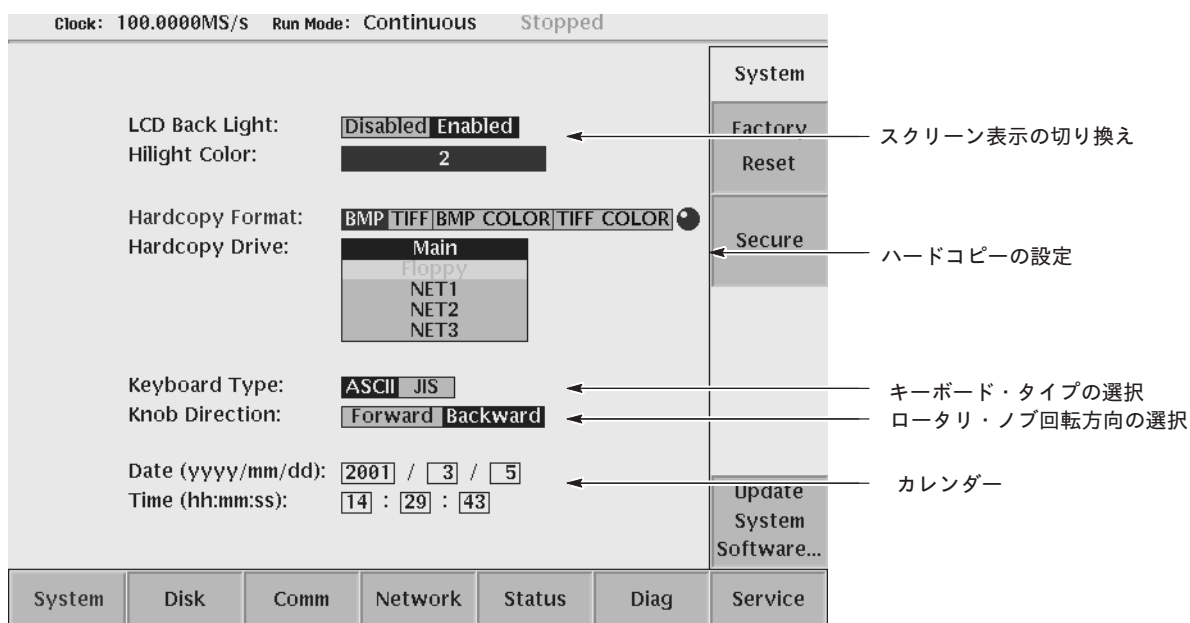 Clock: 100.0000MS/s Run Mode: Continuous Stopped
System
LCD Back Light: Disabled Enabled
スクリーン表示の切り換え
Hilight Color: 2
Factory
Reset
Hardcopy Format: BMP TIFF BMP COLOR TIFF COLOR
Hardcopy Drive: Main
Floppy
NET1
NET2
NET3
Secure
ハードコピーの設定
Keyboard Type: ASCII JIS
キーボード・タイプの選択
Knob Direction: Forward Backward
ロータリ・ノブ回転方向の選択
Date (yyyy/mm/dd): 2001 / 3 / 5
カレンダー
Time (hh:mm:ss): 14 : 29 : 43
Update
System
Software...
System Disk Comm Network Status Diag Service